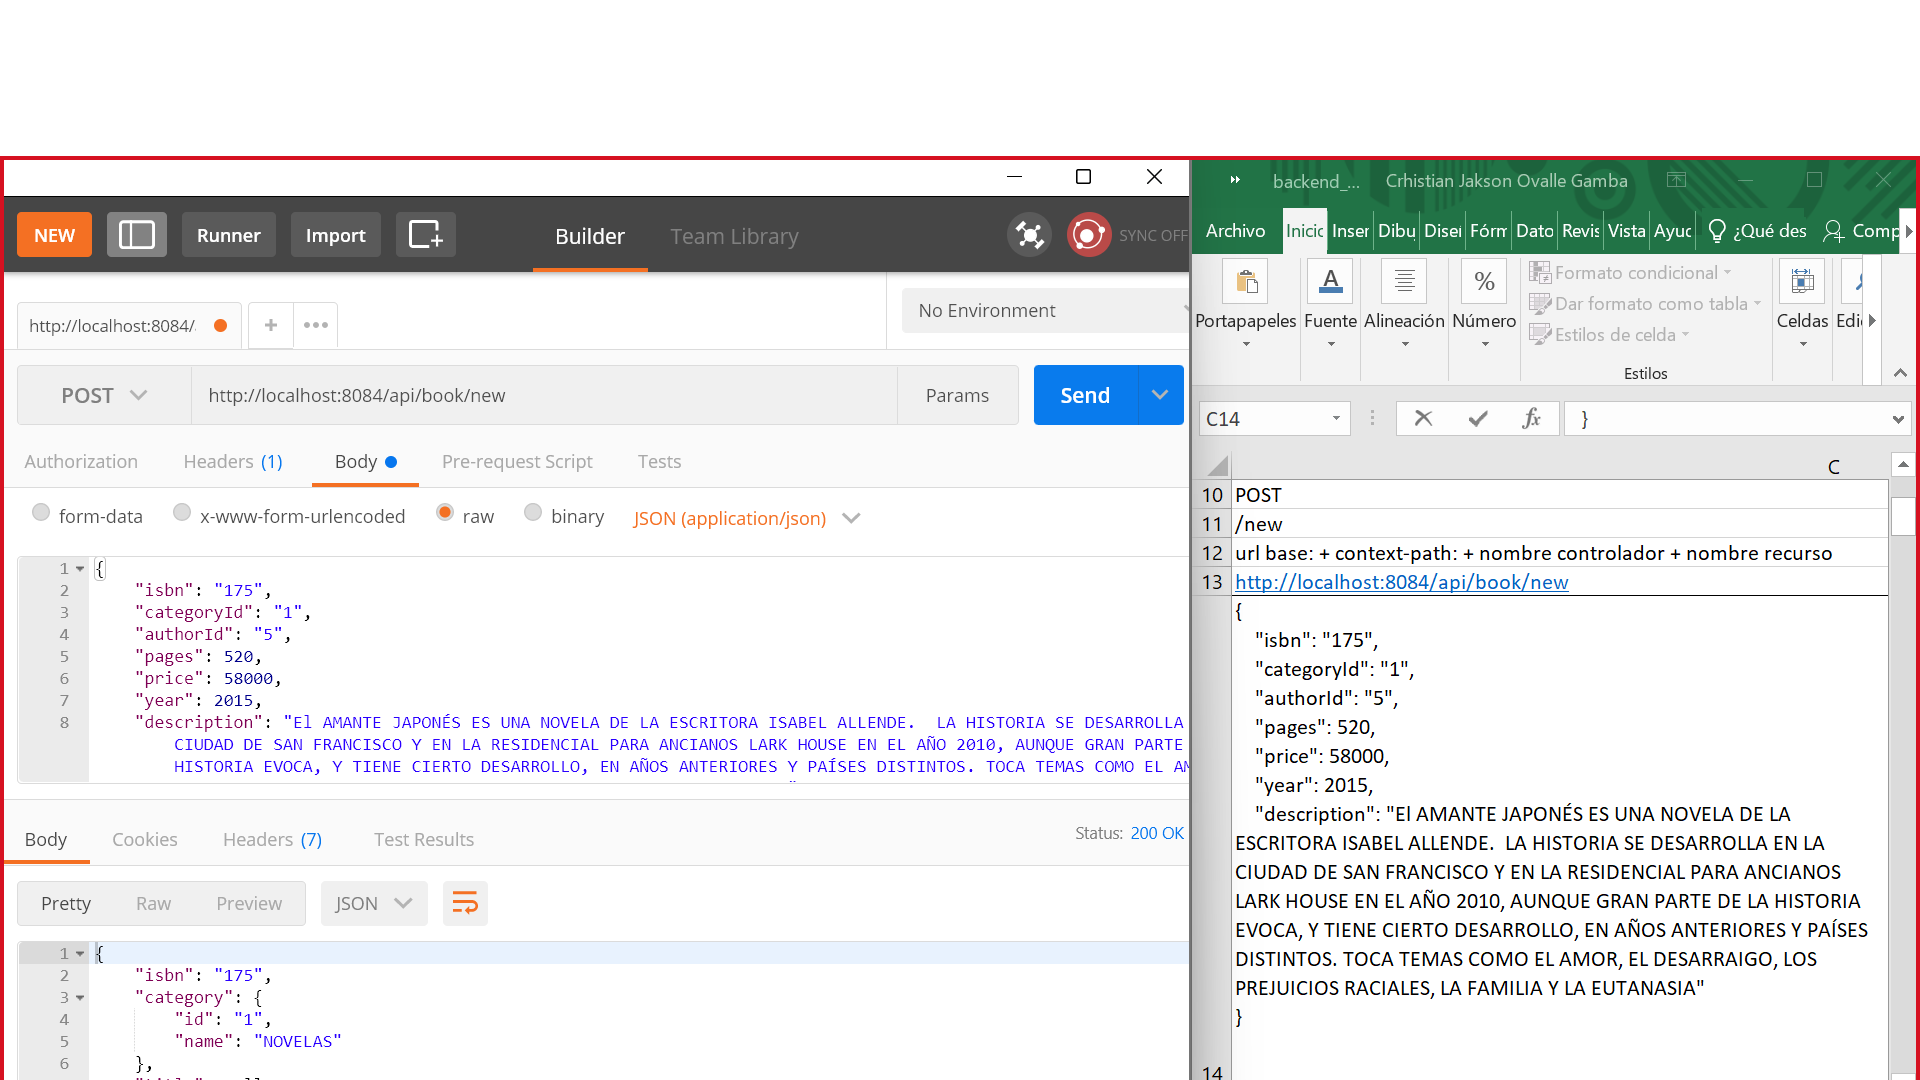 NEW
Runner
Import
Builder
Team Library
SYNC OFF
http://localhost:8084/
No Environment
POST
http://localhost:8084/api/book/new
Params
Send
Authorization
Headers (1)
Body
Pre-request Script
Tests
form-data
x-www-form-urlencoded
raw
binary
JSON (application/json)
1 {
2 "isbn": "175",
3 "categoryId": "1",
4 "authorId": "5",
5 "pages": 520,
6 "price": 58000,
7 "year": 2015,
8 "description": "El AMANTE JAPONÉS ES UNA NOVELA DE LA ESCRITORA ISABEL ALLENDE.  LA HISTORIA SE DESARROLLA
CIUDAD DE SAN FRANCISCO Y EN LA RESIDENCIAL PARA ANCIANOS LARK HOUSE EN EL AÑO 2010, AUNQUE GRAN PARTE
HISTORIA EVOCA, Y TIENE CIERTO DESARROLLO, EN AÑOS ANTERIORES Y PAÍSES DISTINTOS. TOCA TEMAS COMO EL AM
Body
Cookies
Headers (7)
Test Results
Status: 200 OK
Pretty
Raw
Preview
JSON
1 {
2 "isbn": "175",
3 "category": {
4 "id": "1",
5 "name": "NOVELAS"
6 },
backend_...
Crhistian Jakson Ovalle Gamba
Archivo
Inicio
Inser
Dibu
Disei
Fórm
Dato
Revis
Vista
Ayuc
¿Qué des
Comp
Portapapeles
Fuente
Alineación
Número
Formato condicional
Dar formato como tabla
Estilos de celda
Estilos
Celdas
Edic
C14
fx
}
C
10 POST
11 /new
12 url base: + context-path: + nombre controlador + nombre recurso
13 http://localhost:8084/api/book/new
{
"isbn": "175",
"categoryId": "1",
"authorId": "5",
"pages": 520,
"price": 58000,
"year": 2015,
"description": "El AMANTE JAPONÉS ES UNA NOVELA DE LA
ESCRITORA ISABEL ALLENDE.  LA HISTORIA SE DESARROLLA EN LA
CIUDAD DE SAN FRANCISCO Y EN LA RESIDENCIAL PARA ANCIANOS
LARK HOUSE EN EL AÑO 2010, AUNQUE GRAN PARTE DE LA HISTORIA
EVOCA, Y TIENE CIERTO DESARROLLO, EN AÑOS ANTERIORES Y PAÍSES
DISTINTOS. TOCA TEMAS COMO EL AMOR, EL DESARRAIGO, LOS
PREJUICIOS RACIALES, LA FAMILIA Y LA EUTANASIA"
}
14